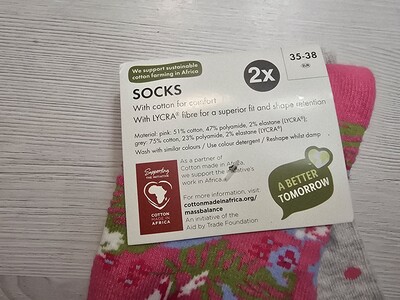 We support sustainable
cotton farming in Africa
2x
35-38
SOCKS
With cotton for comfort
With LYCRA® fibre for a superior fit and shape retention
Material: pink: 51% cotton, 47% polyamide, 2% elastane (LYCRA®),
grey: 75% cotton, 23% polyamide, 2% elastane (LYCRA®).
Wash with similar colours / Use colour detergent / Reshape whilst damp
Supporting
THE INITIATIVE
COTTON
MADE IN
AFRICA
As a partner of
Cotton made in Africa,
we support the initiative's
work in Africa.
For more information, visit
cottonmadeinafrica.org/
massbalance
An initiative of the
Aid by Trade Foundation
A BETTER
TOMORROW